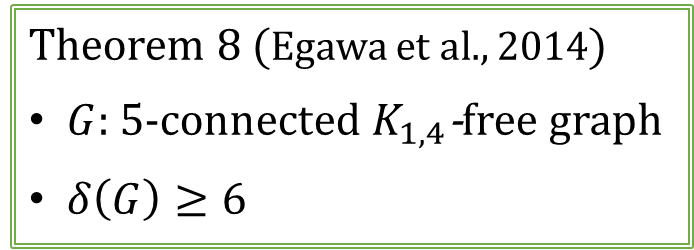 Theorem 8 (Egawa et al., 2014)
• G: 5-connected K₁,₄-free graph
• δ(G) ≥ 6